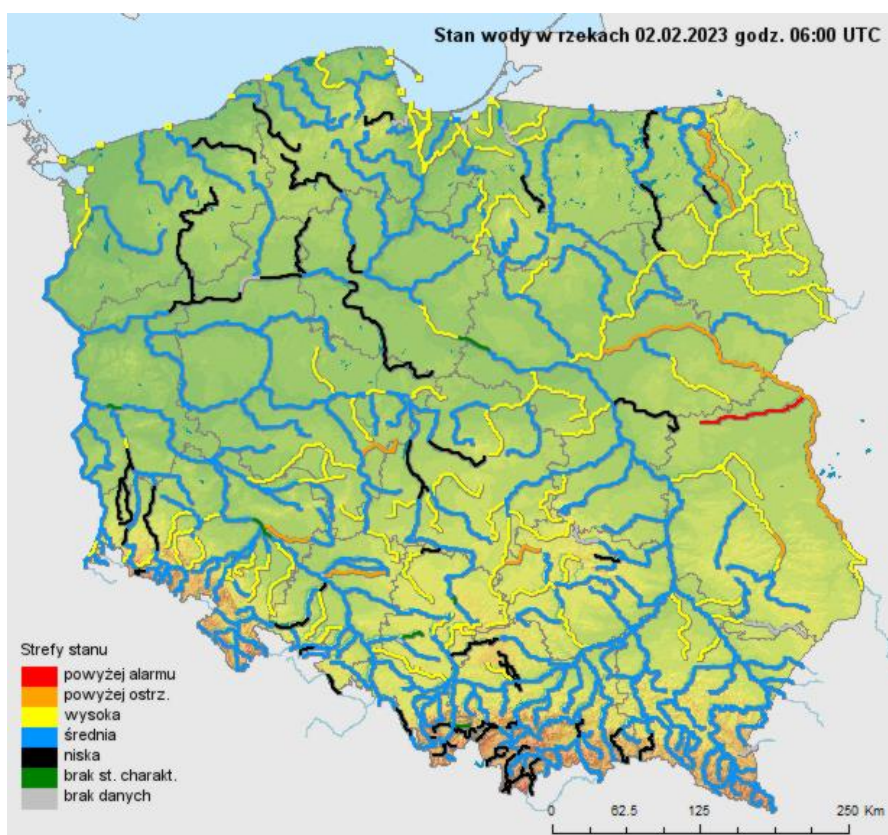 Stan wody w rzekach 02.02.2023 godz. 06:00 UTC
Strefy stanu
powyżej alarmu
powyżej ostrz.
wysoka
średnia
niska
brak st. charakt.
brak danych
0 62.5 125 250 Km